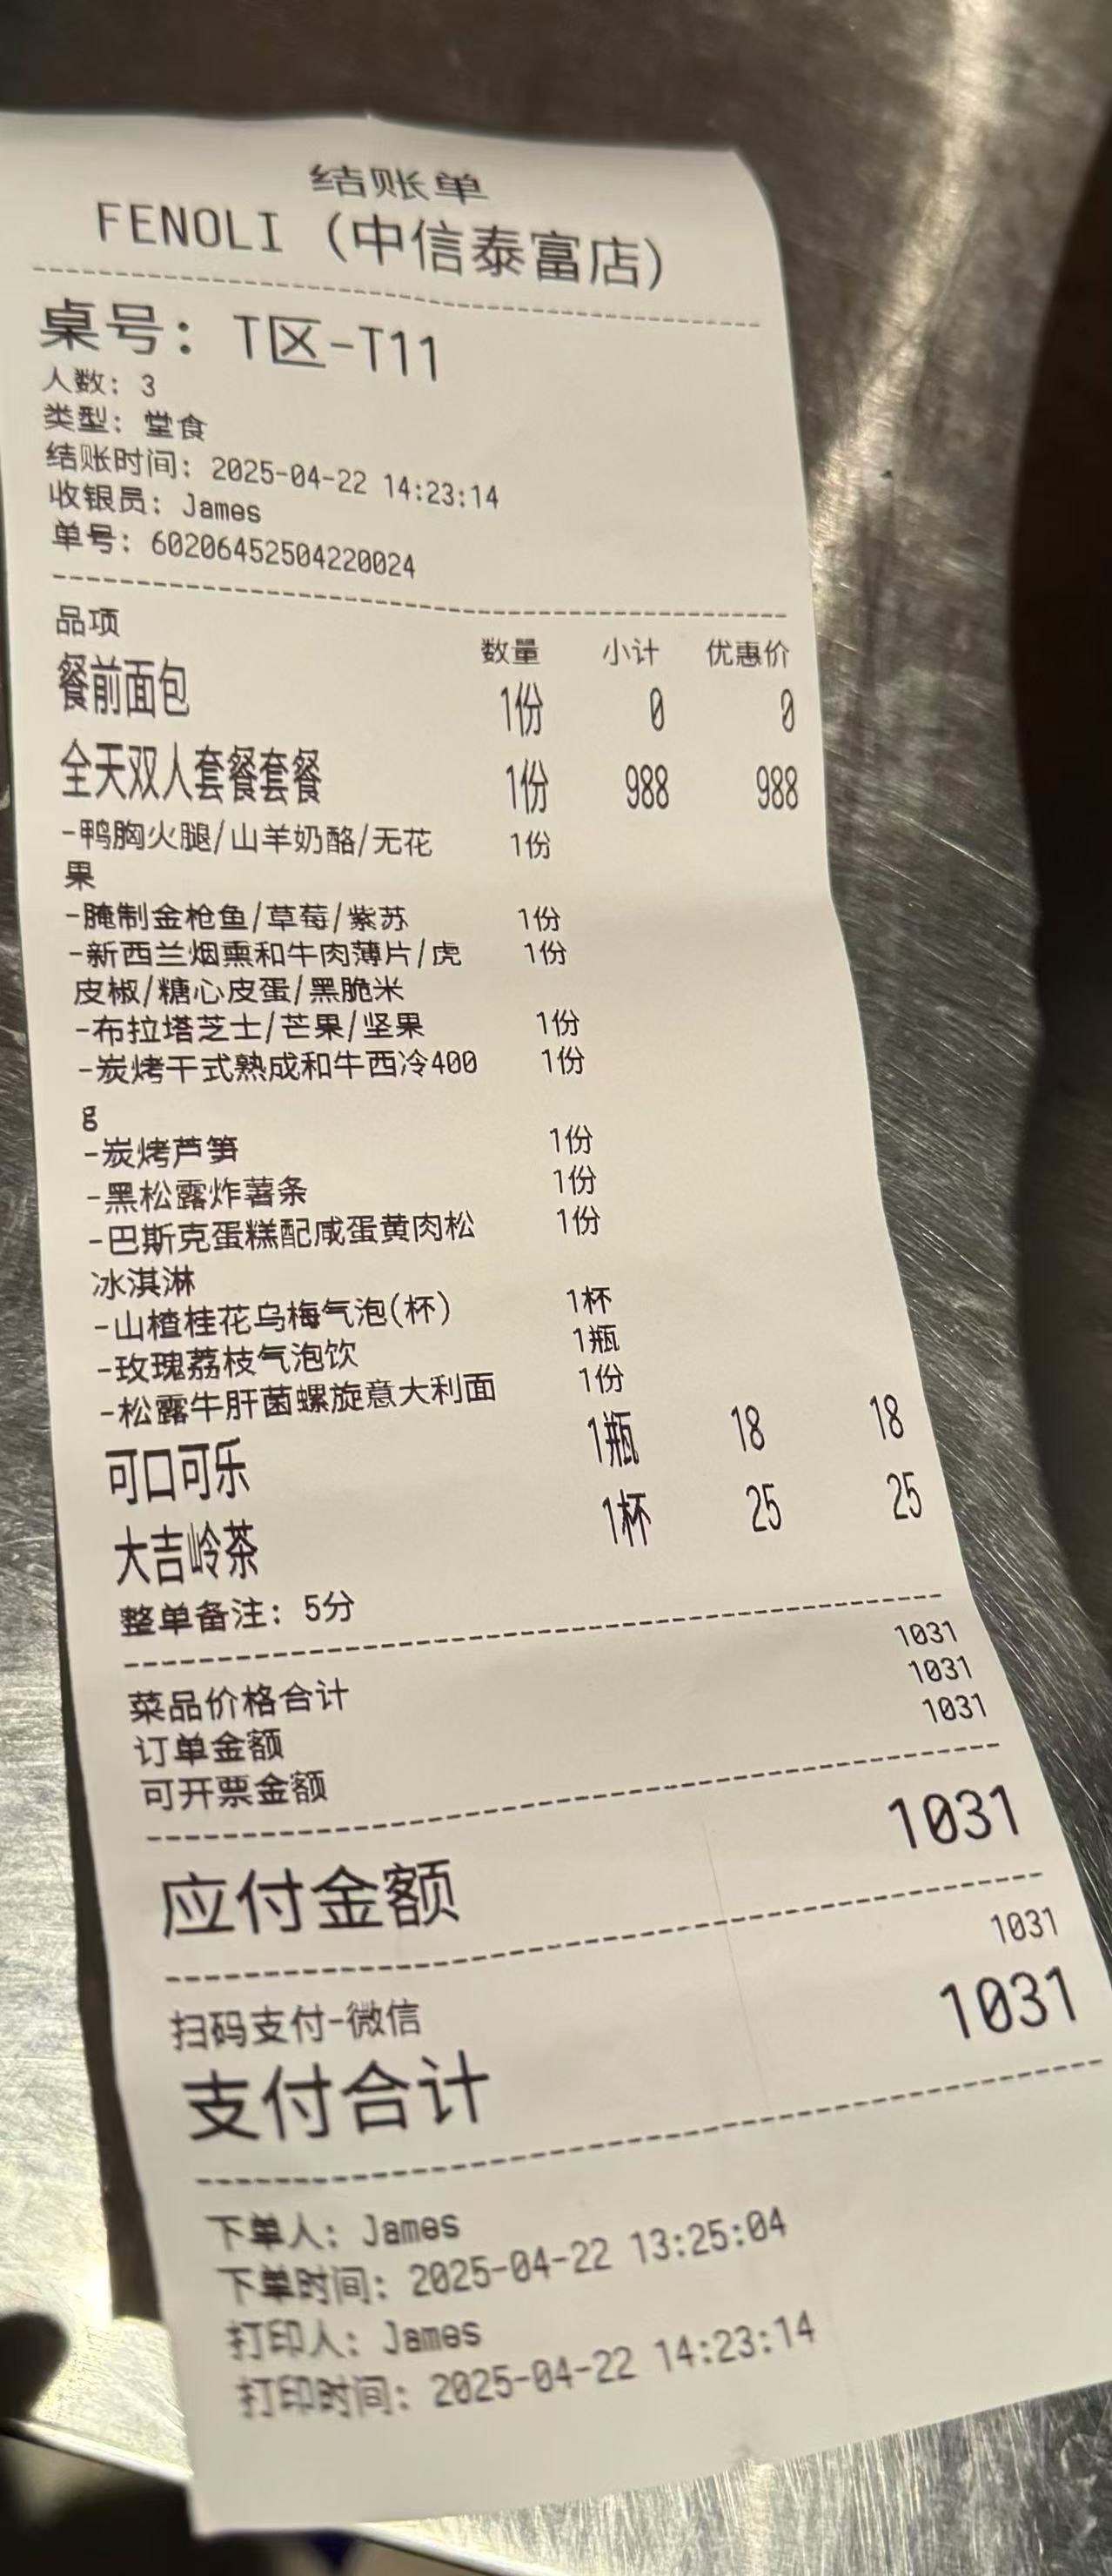 结账单
FENOLI (中信泰富店)
桌号: T区-T11
人数: 3
类型: 堂食
结账时间: 2025-04-22 14:23:14
收银员: James
单号: 60206452504220024
品项 数量 小计 优惠价
餐前面包 1份 0 0
全天双人套餐套餐 1份 988 988
-鸭胸火腿/山羊奶酪/无花 1份
果
-腌制金枪鱼/草莓/紫苏 1份
-新西兰烟熏和牛肉薄片/虎 1份
皮椒/糖心皮蛋/黑脆米
-布拉塔芝士/芒果/坚果 1份
-炭烤干式熟成和牛西冷400 1份
g
-炭烤芦笋 1份
-黑松露炸薯条 1份
-巴斯克蛋糕配咸蛋黄肉松 1份
冰淇淋
-山楂桂花乌梅气泡(杯) 1杯
-玫瑰荔枝气泡饮 1瓶
-松露牛肝菌螺旋意大利面 1份
可口可乐 1瓶 18 18
大吉岭茶 1杯 25 25
整单备注: 5分
菜品价格合计 1031
订单金额 1031
可开票金额 1031
应付金额 1031
扫码支付-微信 1031
支付合计 1031
下单人: James
下单时间: 2025-04-22 13:25:04
打印人: James
打印时间: 2025-04-22 14:23:14